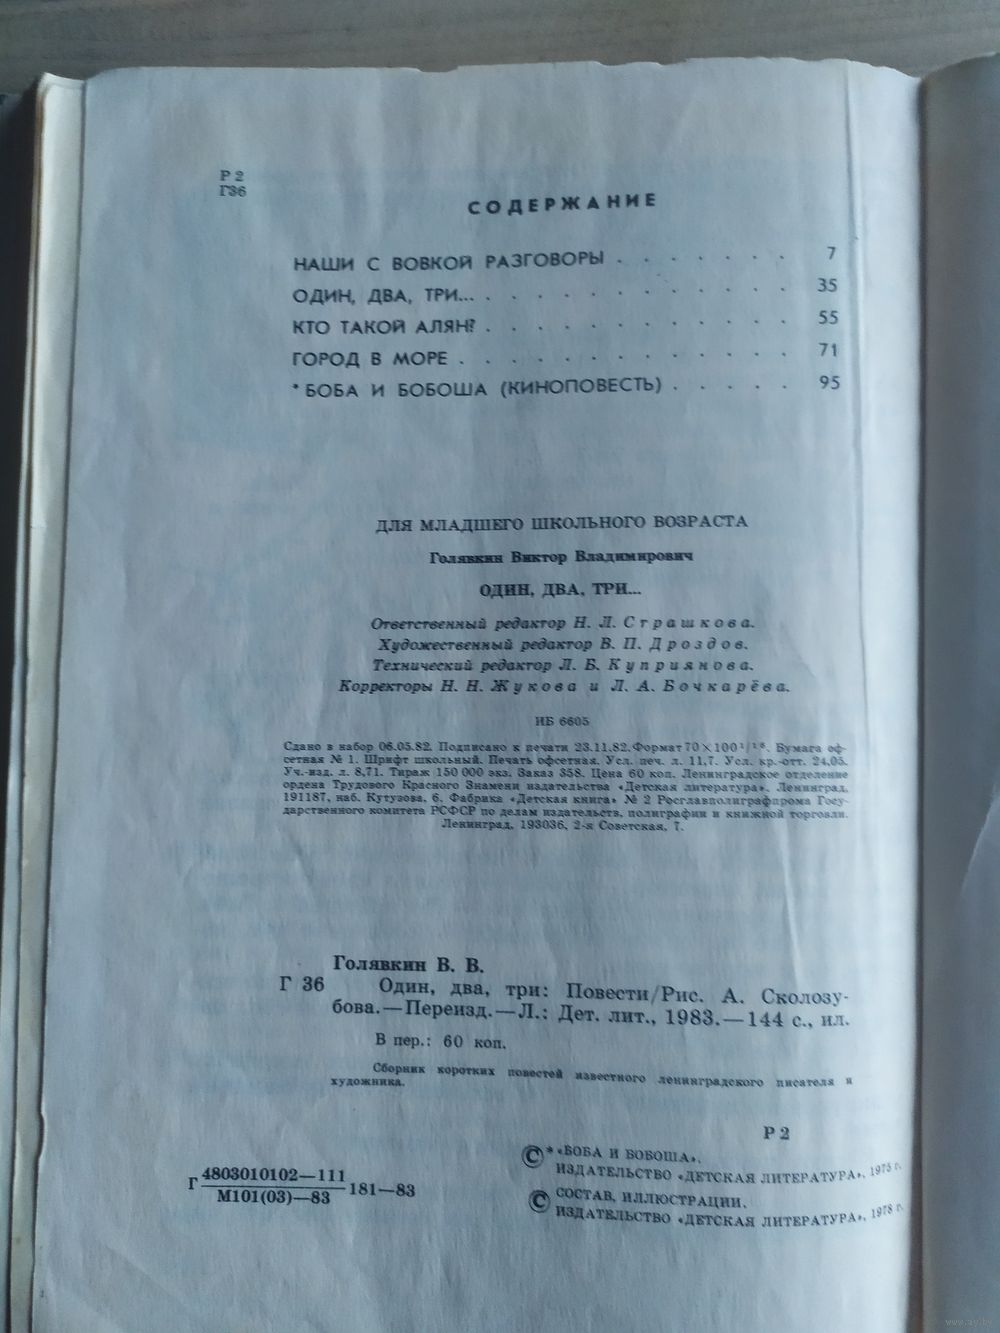 Р 2
Г36
СОДЕРЖАНИЕ
НАШИ С ВОВКОЙ РАЗГОВОРЫ . . . . . . . 7
ОДИН, ДВА, ТРИ... . . . . . . . . . . . 35
КТО ТАКОЙ АЛЯН? . . . . . . . . . . . 55
ГОРОД В МОРЕ . . . . . . . . . . . . 71
* БОБА И БОБОША (КИНОПОВЕСТЬ) . . . . . 95
ДЛЯ МЛАДШЕГО ШКОЛЬНОГО ВОЗРАСТА
Голявкин Виктор Владимирович
ОДИН, ДВА, ТРИ...
Ответственный редактор Н. Л. Страшкова.
Художественный редактор В. П. Дроздов.
Технический редактор Л. Б. Куприянова.
Корректоры Н. Н. Жукова и Л. А. Бочкарёва.
ИБ 6605
Сдано в набор 06.05.82. Подписано к печати 23.11.82. Формат 70×100¹/¹⁶. Бумага оф-
сетная № 1. Шрифт школьный. Печать офсетная. Усл. печ. л. 11,7. Усл. кр.-отт. 24,05.
Уч.-изд. л. 8,71. Тираж 150 000 экз. Заказ 358. Цена 60 коп. Ленинградское отделение
ордена Трудового Красного Знамени издательства «Детская литература». Ленинград,
191187, наб. Кутузова, 6. Фабрика «Детская книга» № 2 Росглавполиграфпрома Госу-
дарственного комитета РСФСР по делам издательств, полиграфии и книжной торговли.
Ленинград, 193036, 2-я Советская, 7.
Голявкин В. В.
Г 36 Один, два, три: Повести/Рис. А. Сколозу-
бова.—Переизд.—Л.: Дет. лит., 1983.—144 с., ил.
В пер.: 60 коп.
Сборник коротких повестей известного ленинградского писателя и
художника.
Р 2
Г 4803010102—111 181—83
М101(03)—83
© * «БОБА И БОБОША»,
ИЗДАТЕЛЬСТВО «ДЕТСКАЯ ЛИТЕРАТУРА», 1975 г.
© СОСТАВ, ИЛЛЮСТРАЦИИ,
ИЗДАТЕЛЬСТВО «ДЕТСКАЯ ЛИТЕРАТУРА», 1978 г.
www.ay.by